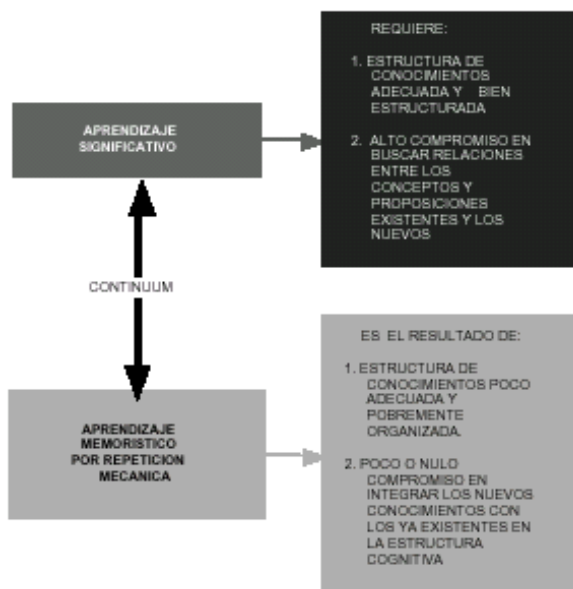 REQUIERE:
1. ESTRUCTURA DE
CONOCIMIENTOS
ADECUADA Y BIEN
ESTRUCTURADA
2. ALTO COMPROMISO EN
BUSCAR RELACIONES
ENTRE LOS
CONCEPTOS Y
PROPOSICIONES
EXISTENTES Y LOS
NUEVOS
APRENDIZAJE
SIGNIFICATIVO
CONTINUUM
ES EL RESULTADO DE:
1. ESTRUCTURA DE
CONOCIMIENTOS POCO
ADECUADA Y
POBREMENTE
ORGANIZADA.
2. POCO O NULO
COMPROMISO EN
INTEGRAR LOS NUEVOS
CONOCIMIENTOS CON
LOS YA EXISTENTES EN
LA ESTRUCTURA
COGNITIVA
APRENDIZAJE
MEMORISTICO
POR REPETICION
MECANICA